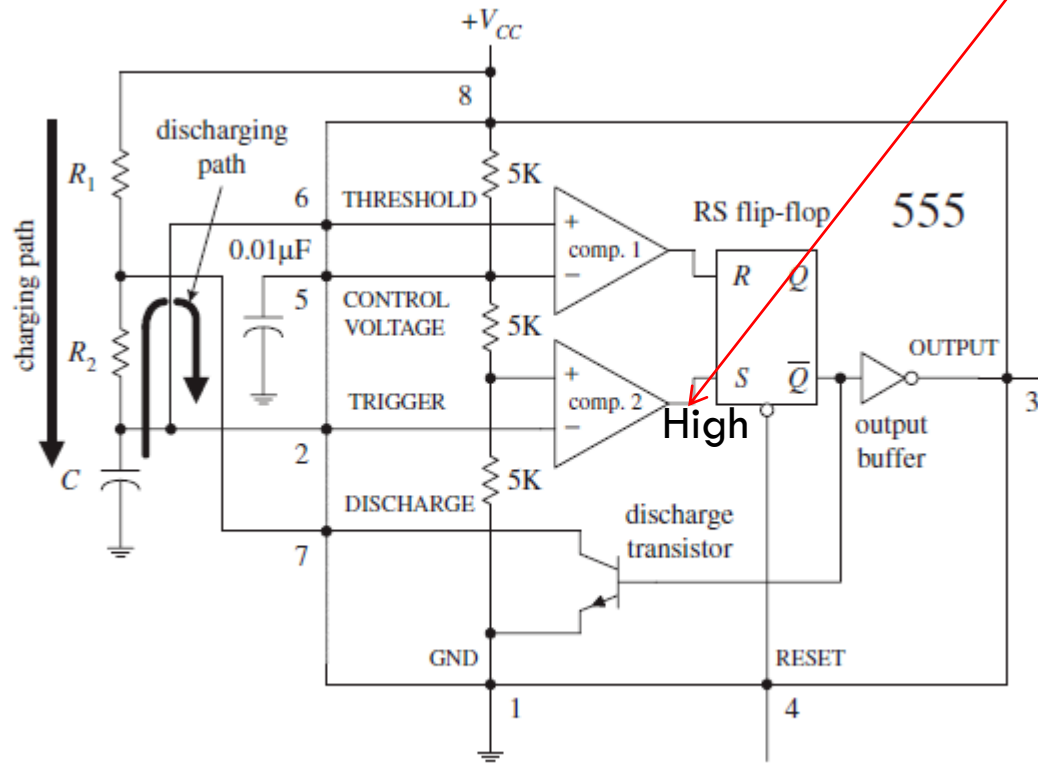 +V_CC
8
discharging
path
charging path
R₁
6
THRESHOLD
5K
RS flip-flop
555
0.01µF
+
comp. 1
−
R
Q
5
CONTROL
VOLTAGE
R₂
5K
OUTPUT
+
comp. 2
−
S
Q̅
3
TRIGGER
High
output
buffer
2
C
5K
DISCHARGE
discharge
transistor
7
GND
RESET
1
4